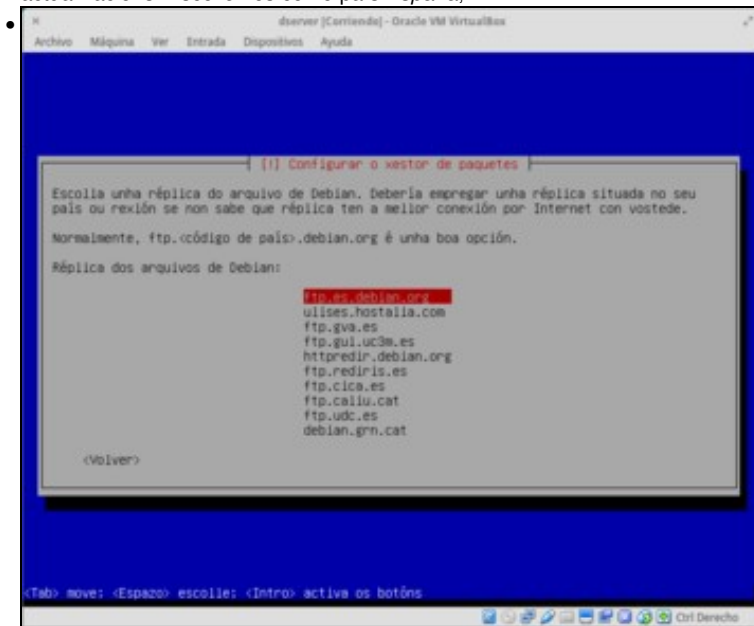 dserver [Corriendo] - Oracle VM VirtualBox
Archivo Máquina Ver Entrada Dispositivos Ayuda
[!] Configurar o xestor de paquetes
Escolla unha réplica do arquivo de Debian. Debería empregar unha réplica situada no seu
país ou rexión se non sabe que réplica ten a mellor conexión por Internet con vostede.
Normalmente, ftp.<código de país>.debian.org é unha boa opción.
Réplica dos arquivos de Debian:
ftp.es.debian.org
ulises.hostalia.com
ftp.gva.es
ftp.gul.uc3m.es
httpredir.debian.org
ftp.rediris.es
ftp.cica.es
ftp.caliu.cat
ftp.udc.es
debian.grn.cat
<Volver>
<Tab> move; <Espazo> escolle; <Intro> activa os botóns
Ctrl Derecho